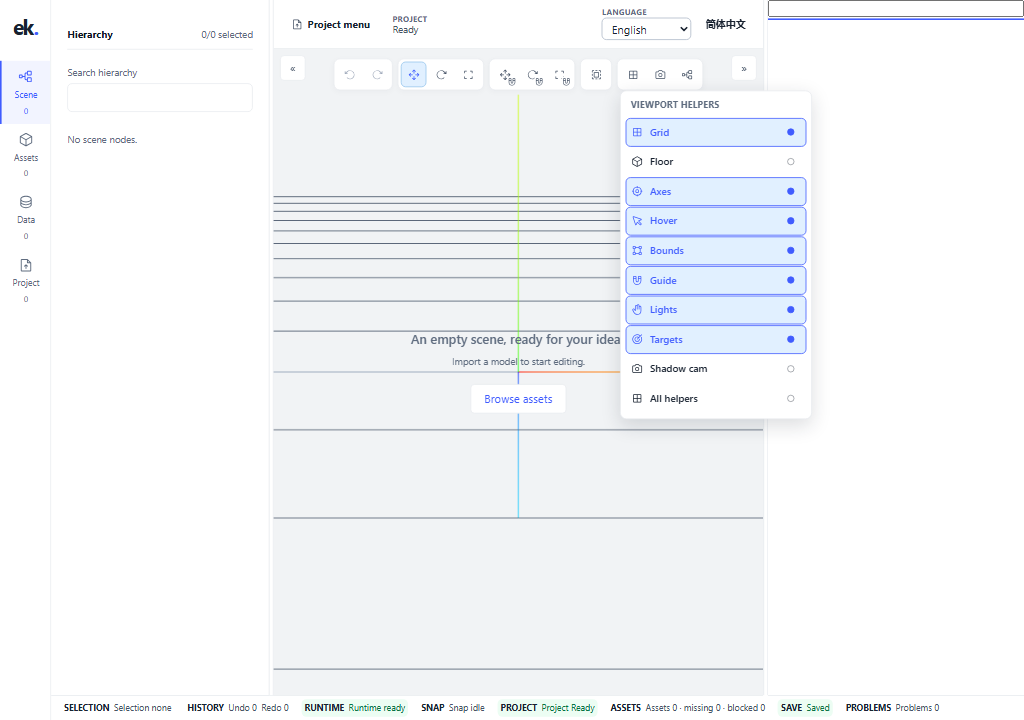 ek.
Scene
0
Assets
0
Data
0
Project
0
Hierarchy
0/0 selected
Search hierarchy
No scene nodes.
Project menu
PROJECT
Ready
LANGUAGE
English
简体中文
«
»
VIEWPORT HELPERS
Grid
Floor
Axes
Hover
Bounds
Guide
Lights
Targets
Shadow cam
All helpers
An empty scene, ready for your idea
Import a model to start editing.
Browse assets
SELECTION Selection none HISTORY Undo 0 Redo 0 RUNTIME Runtime ready SNAP Snap idle PROJECT Project Ready ASSETS Assets 0 · missing 0 · blocked 0 SAVE Saved PROBLEMS Problems 0